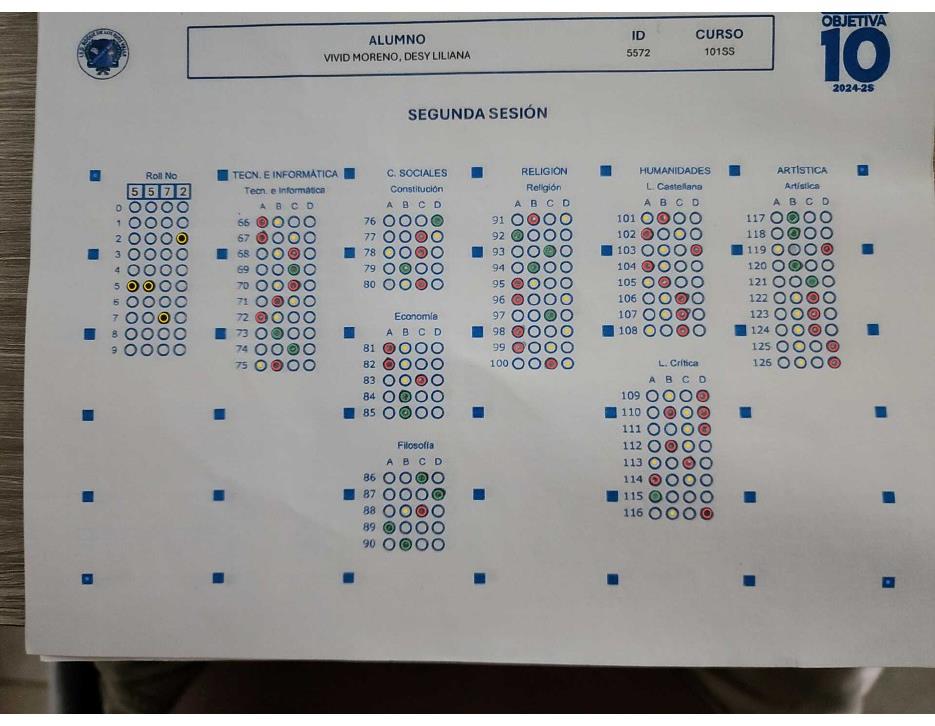 OBJETIVA
10
2024-2S
ALUMNO
VIVID MORENO, DESY LILIANA
ID
5572
CURSO
101SS
SEGUNDA SESIÓN
Roll No
5 5 7 2
0
1
2
3
4
5
6
7
8
9
TECN. E INFORMÁTICA
Tecn. e Informática
A B C D
66
67
68
69
70
71
72
73
74
75
C. SOCIALES
Constitución
A B C D
76
77
78
79
80
Economía
A B C D
81
82
83
84
85
Filosofía
A B C D
86
87
88
89
90
RELIGIÓN
Religión
A B C D
91
92
93
94
95
96
97
98
99
100
HUMANIDADES
L. Castellana
A B C D
101
102
103
104
105
106
107
108
L. Crítica
A B C D
109
110
111
112
113
114
115
116
ARTÍSTICA
Artística
A B C D
117
118
119
120
121
122
123
124
125
126